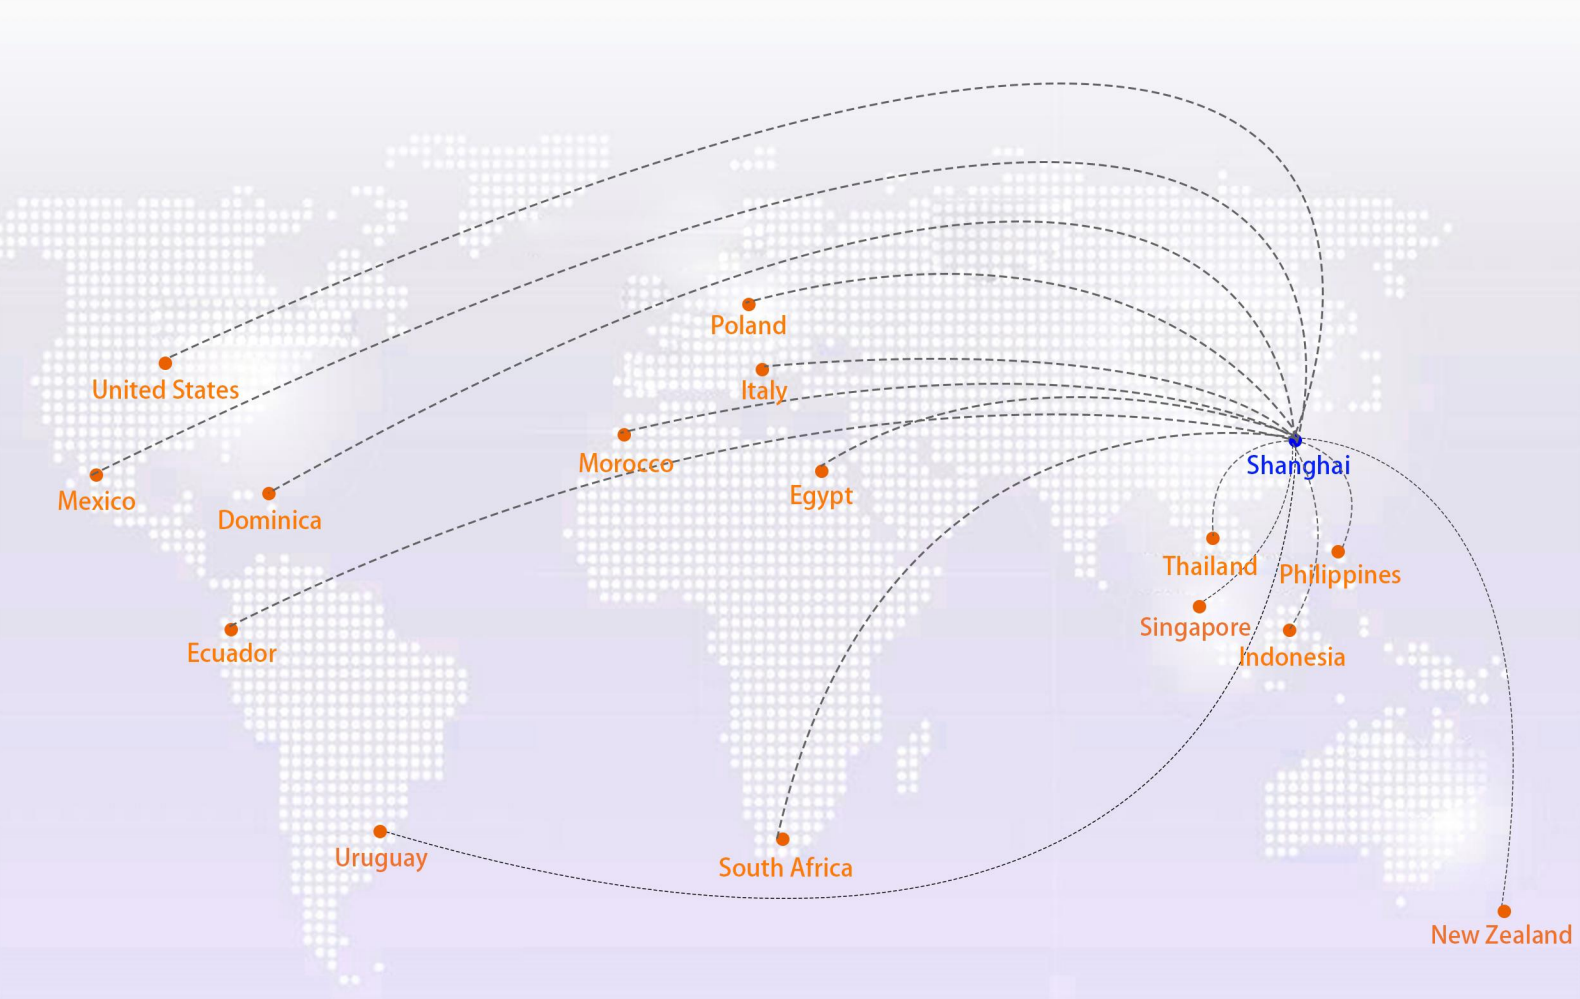 Poland
United States
Italy
Morocco
Shanghai
Mexico
Egypt
Dominica
Thailand
Philippines
Singapore
Ecuador
Indonesia
Uruguay
South Africa
New Zealand